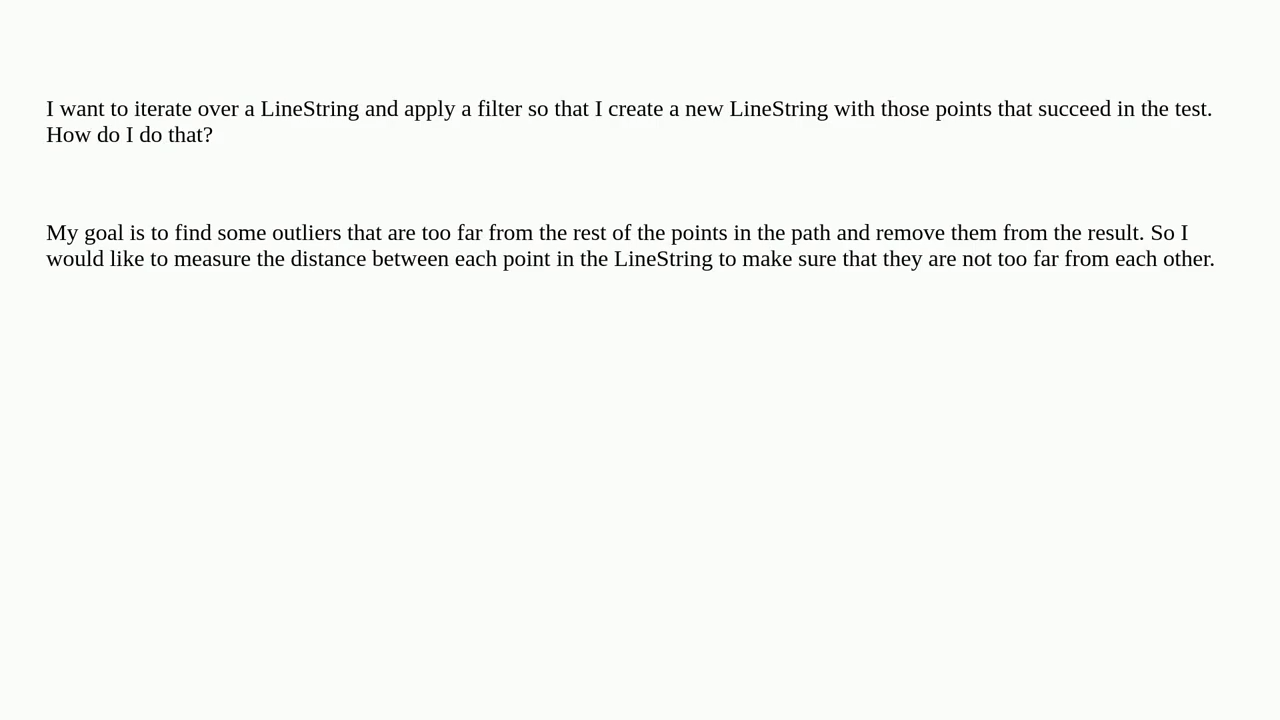 I want to iterate over a LineString and apply a filter so that I create a new LineString with those points that succeed in the test.
How do I do that?
My goal is to find some outliers that are too far from the rest of the points in the path and remove them from the result. So I
would like to measure the distance between each point in the LineString to make sure that they are not too far from each other.